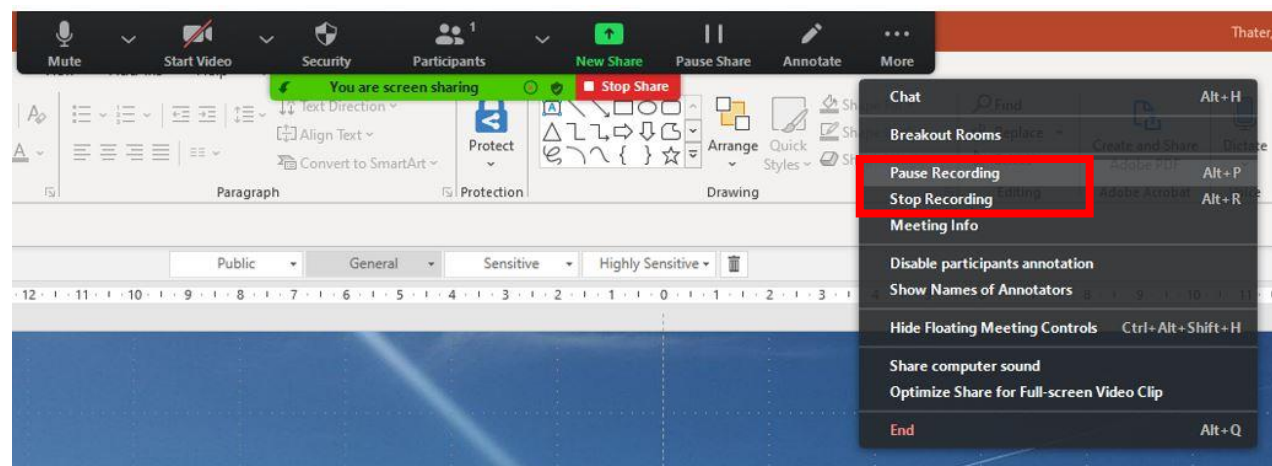 1
Mute Start Video Security Participants New Share Pause Share Annotate More
Thater,
You are screen sharing Stop Share
Text Direction
Align Text
Convert to SmartArt
Protect
Arrange
Quick
Styles
Find
Replace
Create and Share
Adobe PDF
Dictate
Paragraph Protection Drawing Editing Adobe Acrobat
Chat Alt+H
Breakout Rooms
Pause Recording Alt+P
Stop Recording Alt+R
Meeting Info
Disable participants annotation
Show Names of Annotators
Hide Floating Meeting Controls Ctrl+Alt+Shift+H
Share computer sound
Optimize Share for Full-screen Video Clip
End Alt+Q
Public General Sensitive Highly Sensitive
12 11 10 9 8 7 6 5 4 3 2 1 0 1 2 3